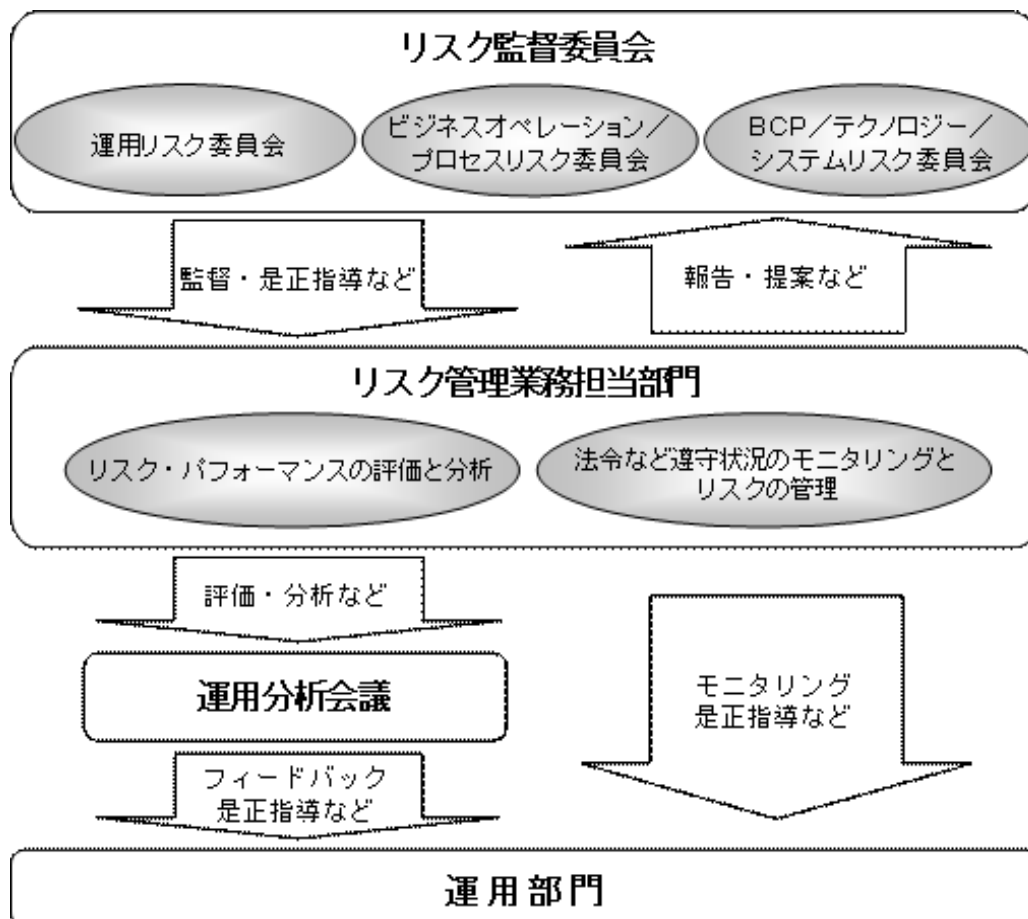 リスク監督委員会
運用リスク委員会
ビジネスオペレーション／
プロセスリスク委員会
BCP／テクノロジー／
システムリスク委員会
監督・是正指導など
報告・提案など
リスク管理業務担当部門
リスク・パフォーマンスの評価と分析
法令など遵守状況のモニタリングと
リスクの管理
評価・分析など
運用分析会議
モニタリング
是正指導など
フィードバック
是正指導など
運用部門